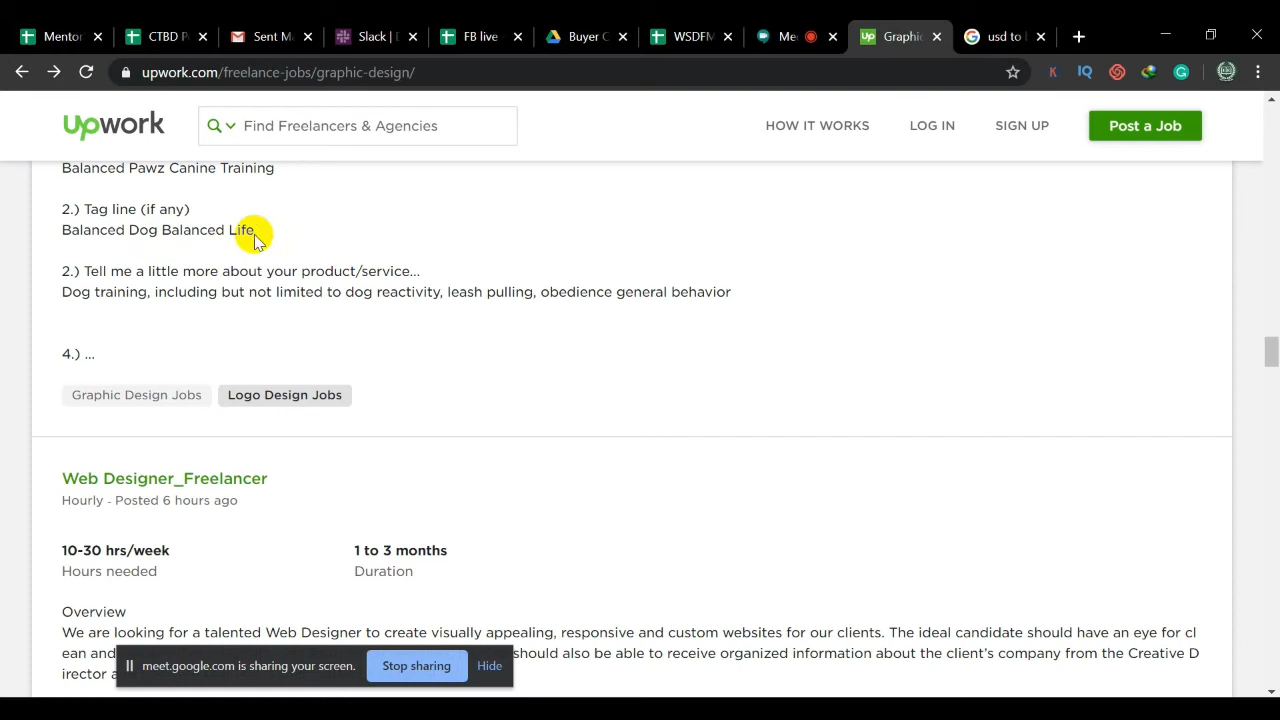 Mentor
CTBD P
Sent Ma
Slack |
FB live
Buyer C
WSDFM
Me
Graphic
usd to
upwork.com/freelance-jobs/graphic-design/
upwork
Find Freelancers & Agencies
HOW IT WORKS
LOG IN
SIGN UP
Post a Job
Balanced Pawz Canine Training
2.) Tag line (if any)
Balanced Dog Balanced Life
2.) Tell me a little more about your product/service...
Dog training, including but not limited to dog reactivity, leash pulling, obedience general behavior
4.) ...
Graphic Design Jobs
Logo Design Jobs
Web Designer_Freelancer
Hourly - Posted 6 hours ago
10-30 hrs/week
1 to 3 months
Hours needed
Duration
Overview
We are looking for a talented Web Designer to create visually appealing, responsive and custom websites for our clients. The ideal candidate should have an eye for cl
ean and should also be able to receive organized information about the client's company from the Creative D
irector a
meet.google.com is sharing your screen.
Stop sharing
Hide